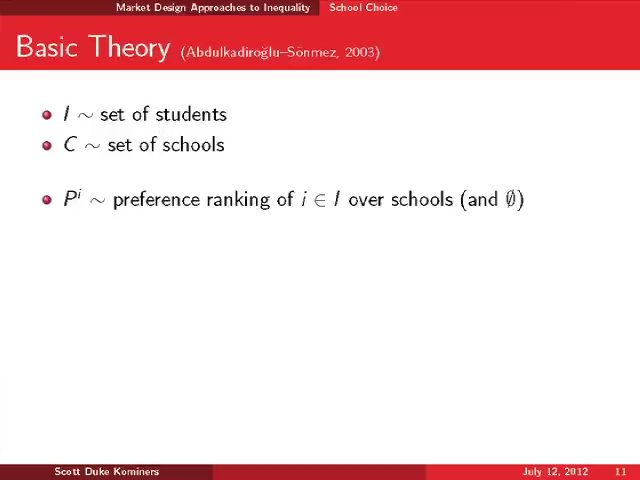 Market Design Approaches to Inequality School Choice
Basic Theory (Abdulkadiroğlu–Sönmez, 2003)
I ∼ set of students
C ∼ set of schools
P^i ∼ preference ranking of i ∈ I over schools (and ∅)
Scott Duke Kominers July 12, 2012 11